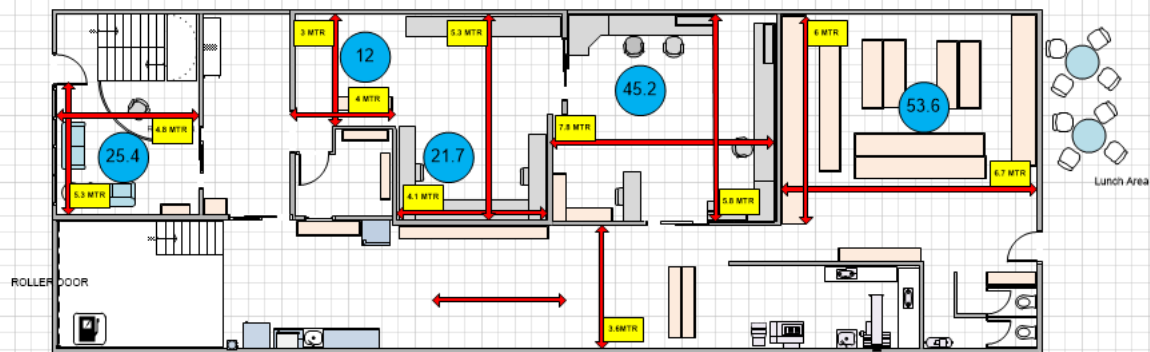 3 MTR
5.3 MTR
6 MTR
12
45.2
53.6
4 MTR
4.8 MTR
7.8 MTR
25.4
21.7
6.7 MTR
Lunch Area
5.3 MTR
4.1 MTR
5.8 MTR
ROLLER DOOR
3.6MTR